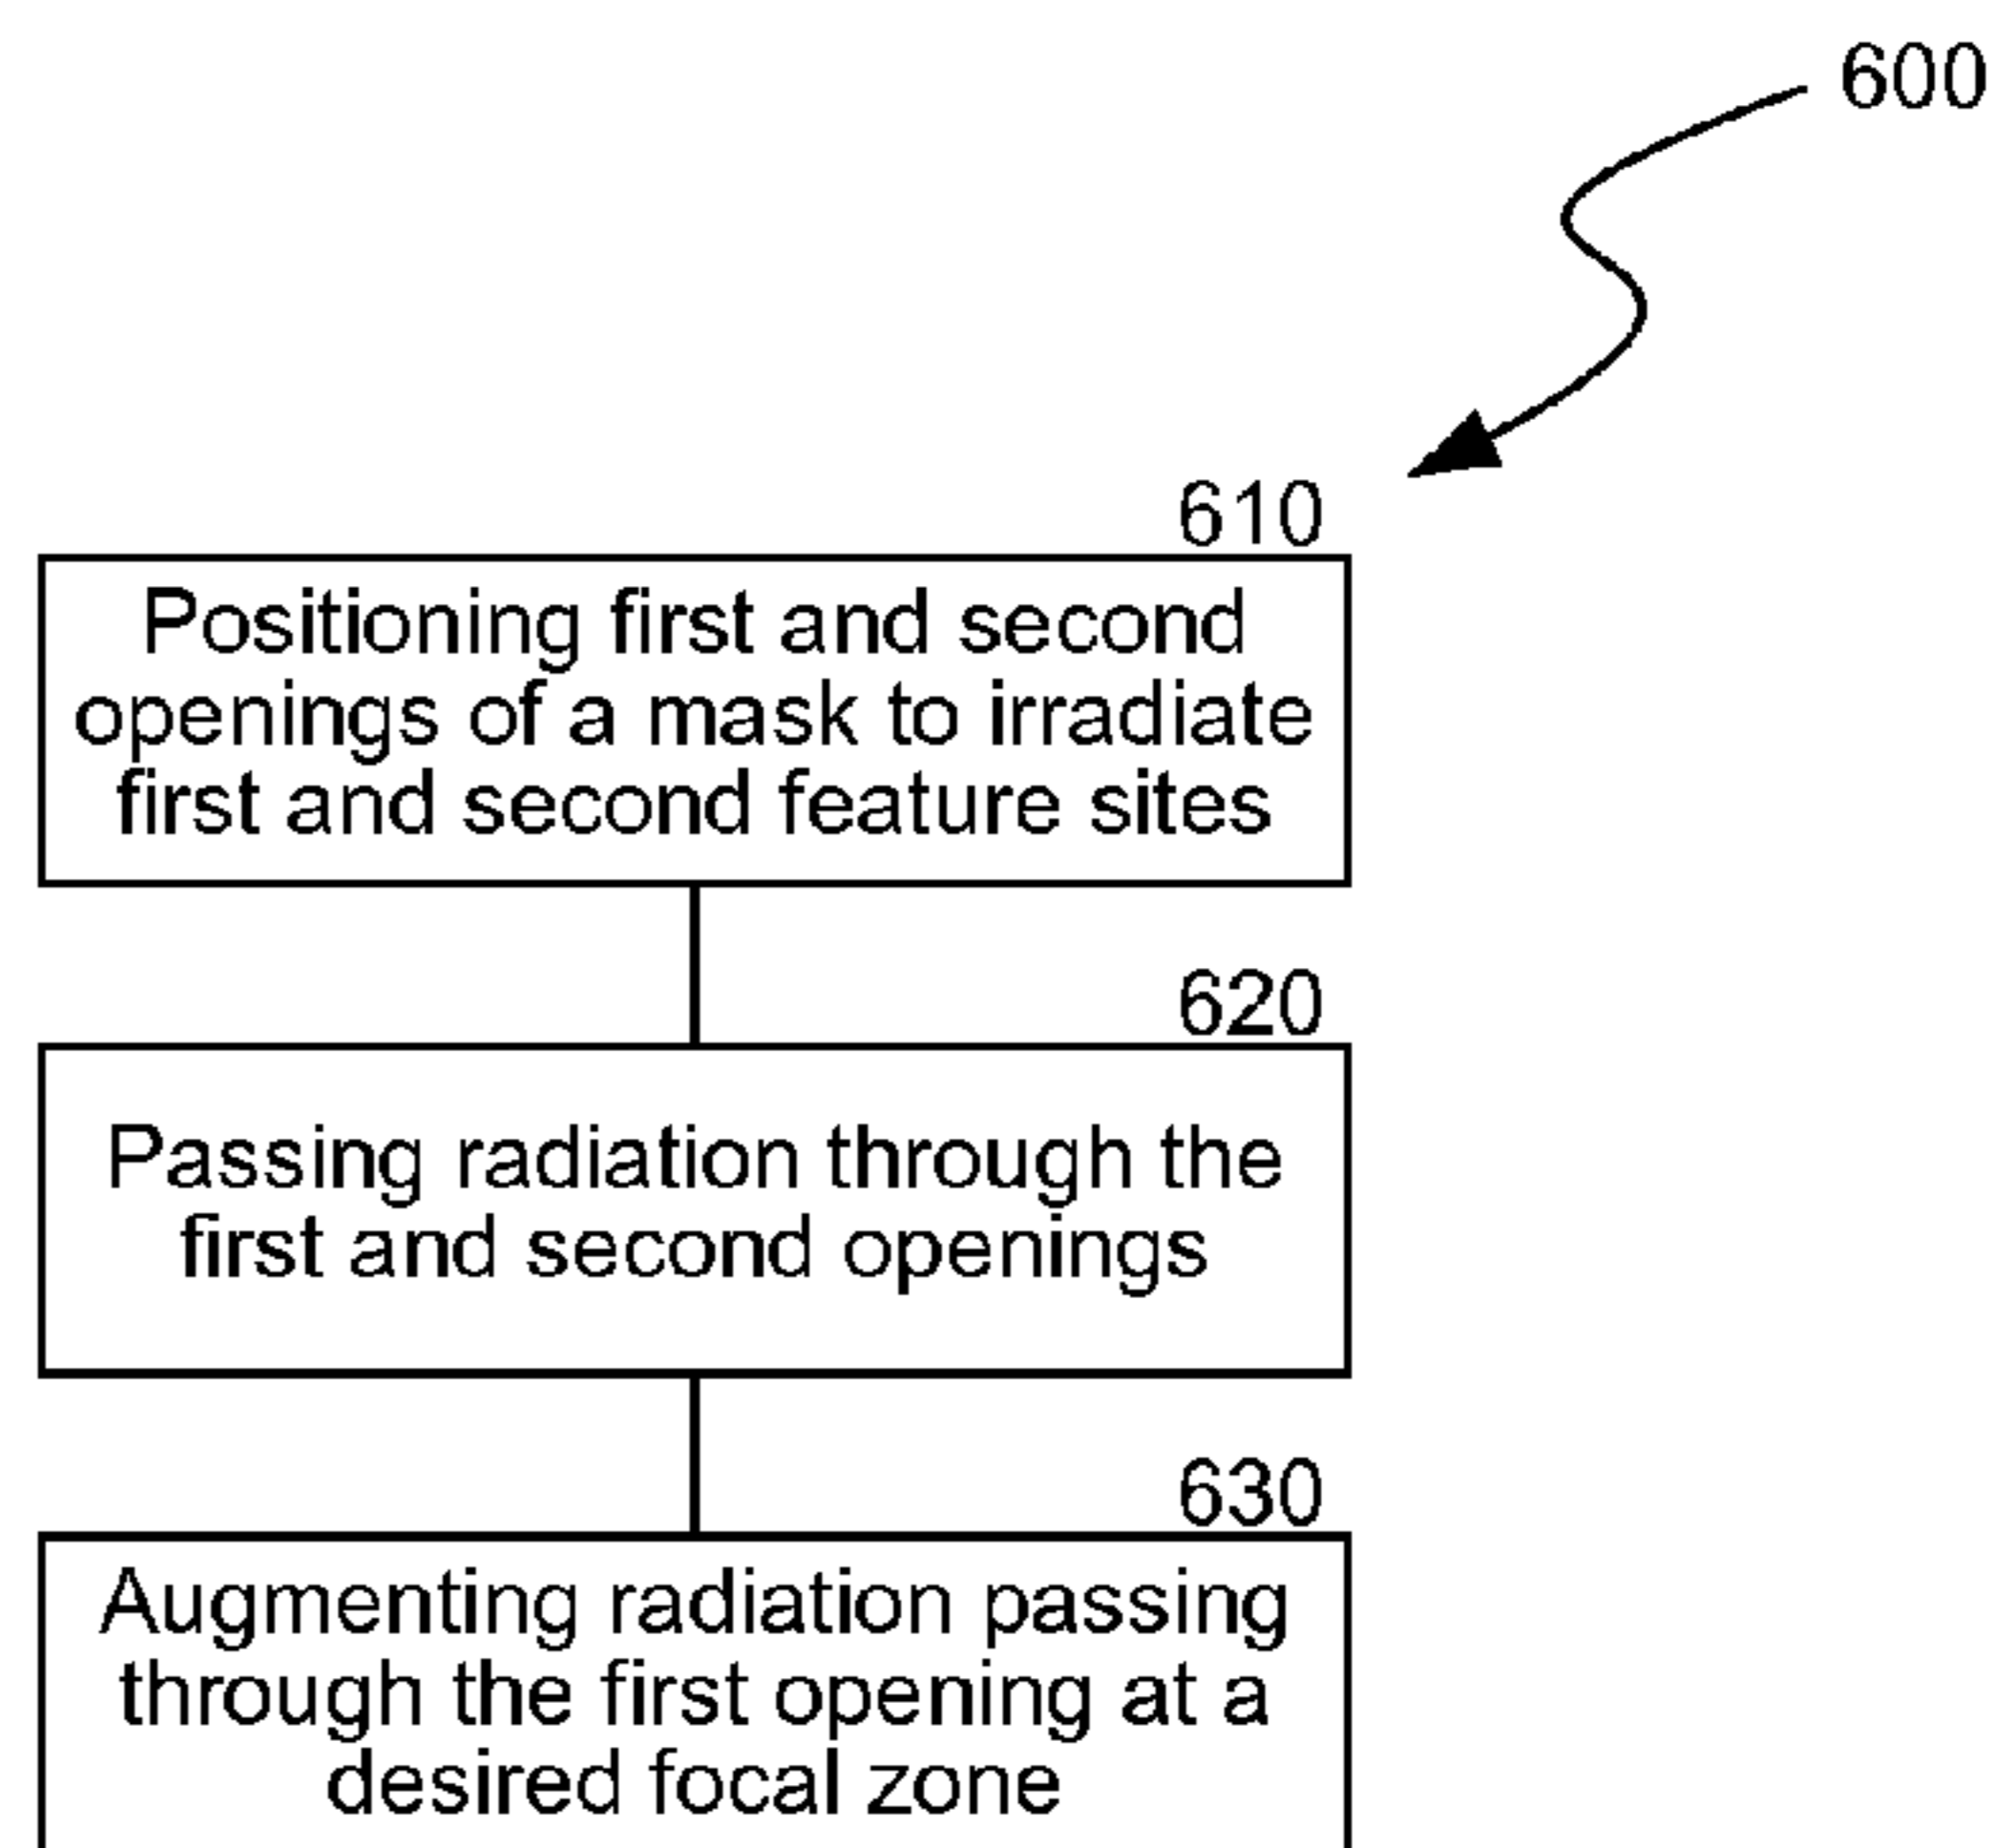 600
610
Positioning first and second
openings of a mask to irradiate
first and second feature sites
620
Passing radiation through the
first and second openings
630
Augmenting radiation passing
through the first opening at a
desired focal zone